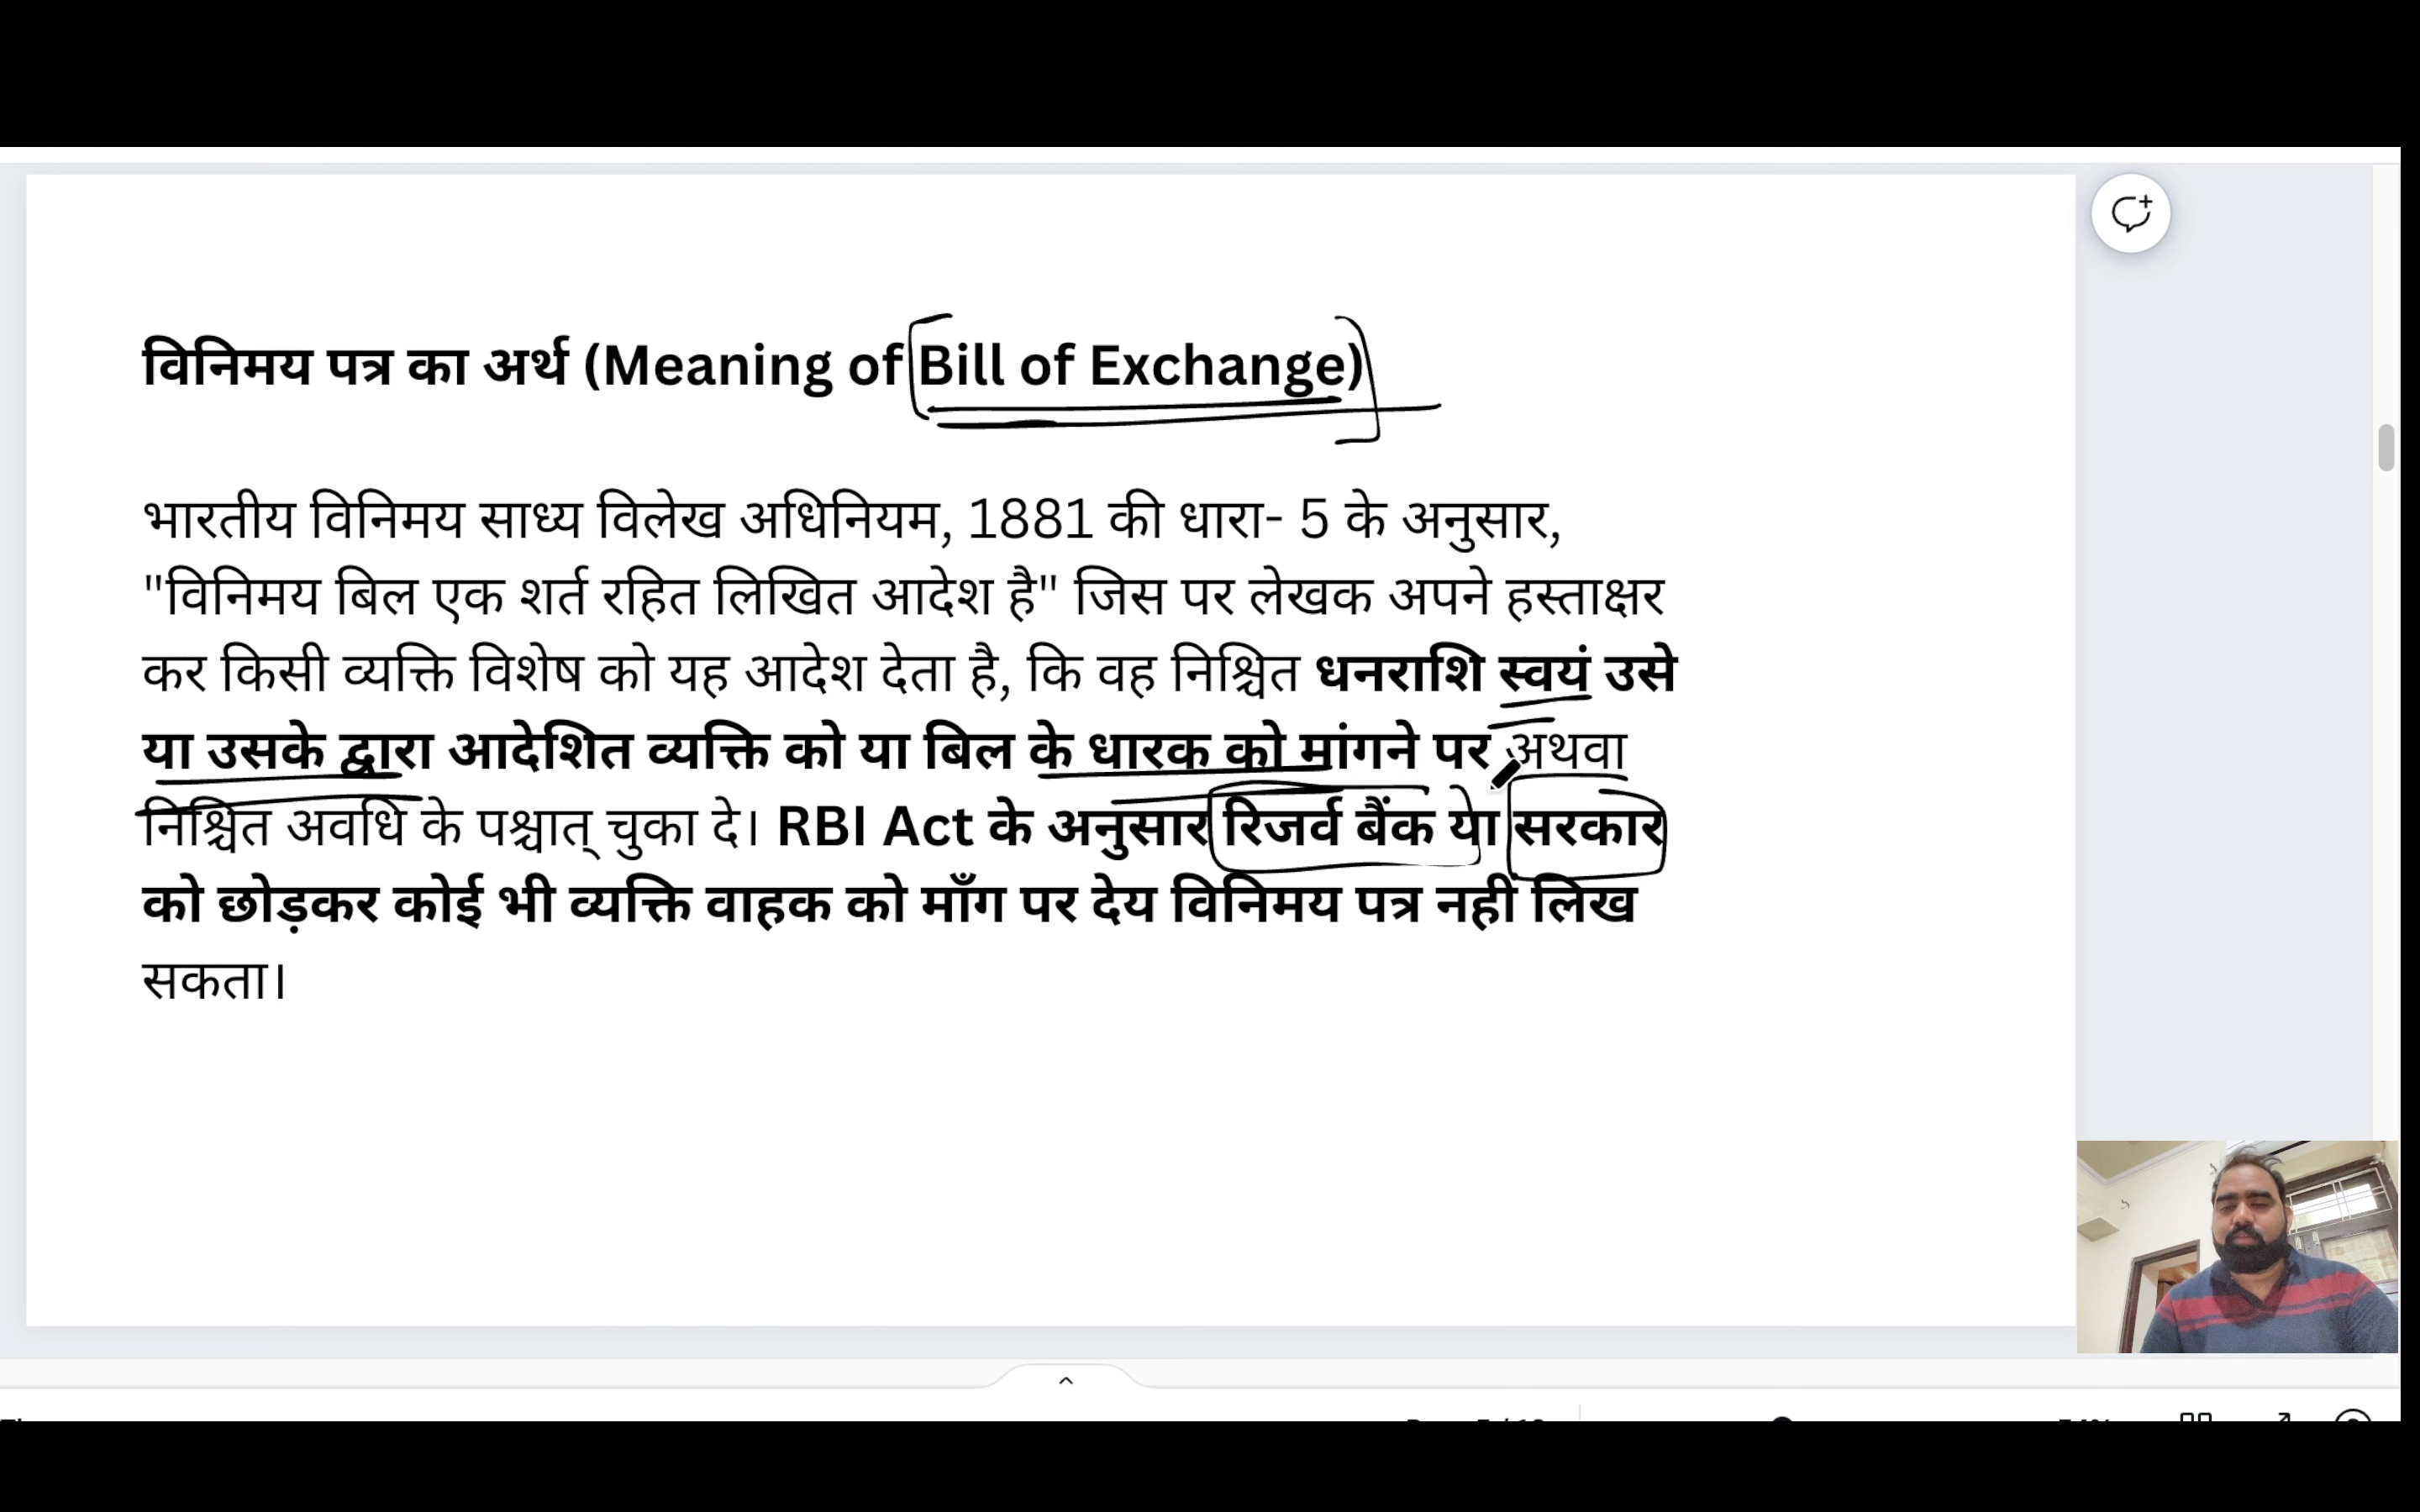 विनिमय पत्र का अर्थ (Meaning of Bill of Exchange)
भारतीय विनिमय साध्य विलेख अधिनियम, 1881 की धारा- 5 के अनुसार,
"विनिमय बिल एक शर्त रहित लिखित आदेश है" जिस पर लेखक अपने हस्ताक्षर
कर किसी व्यक्ति विशेष को यह आदेश देता है, कि वह निश्चित धनराशि स्वयं उसे
या उसके द्वारा आदेशित व्यक्ति को या बिल के धारक को मांगने पर अथवा
निश्चित अवधि के पश्चात् चुका दे। RBI Act के अनुसार रिजर्व बैंक या सरकार
को छोड़कर कोई भी व्यक्ति वाहक को माँग पर देय विनिमय पत्र नही लिख
सकता।